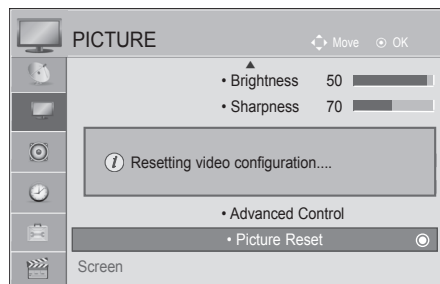 PICTURE Move OK
• Brightness 50
• Sharpness 70
i Resetting video configuration....
• Advanced Control
• Picture Reset
Screen